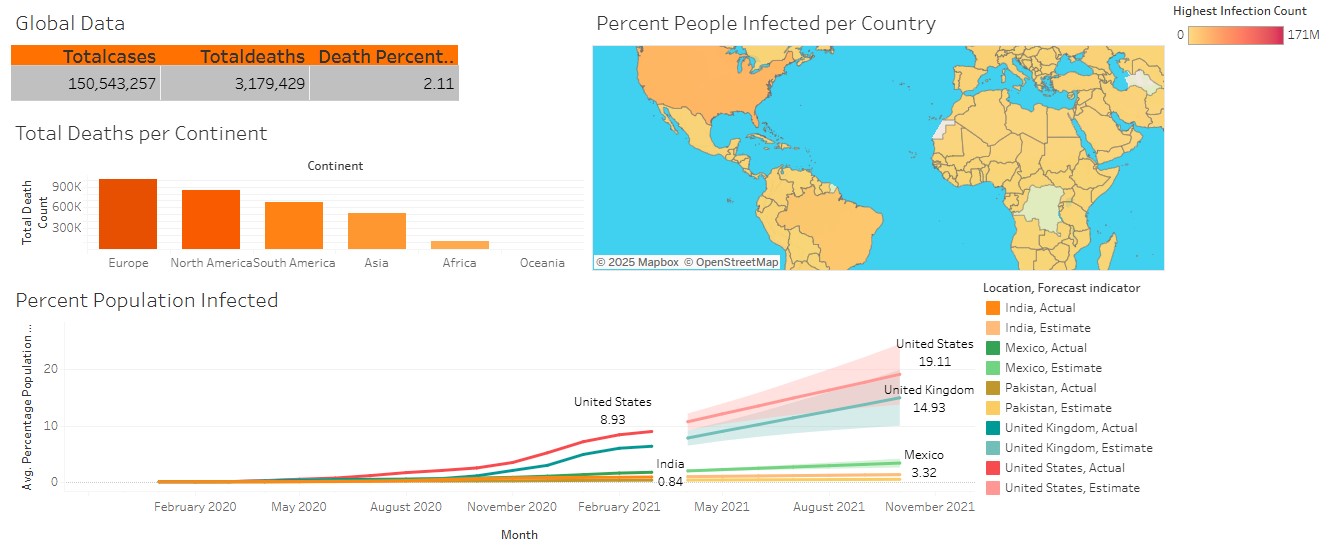 Global Data
Totalcases Totaldeaths Death Percent..
150,543,257 3,179,429 2.11
Percent People Infected per Country
© 2025 Mapbox © OpenStreetMap
Highest Infection Count
0 171M
Total Deaths per Continent
Continent
Total Death
Count
900K
600K
300K
Europe North America South America Asia Africa Oceania
Percent Population Infected
Avg. Percentage Population ...
20
10
0
United States
8.93
India
0.84
United States
19.11
United Kingdom
14.93
Mexico
3.32
February 2020 May 2020 August 2020 November 2020 February 2021 May 2021 August 2021 November 2021
Month
Location, Forecast indicator
India, Actual
India, Estimate
Mexico, Actual
Mexico, Estimate
Pakistan, Actual
Pakistan, Estimate
United Kingdom, Actual
United Kingdom, Estimate
United States, Actual
United States, Estimate